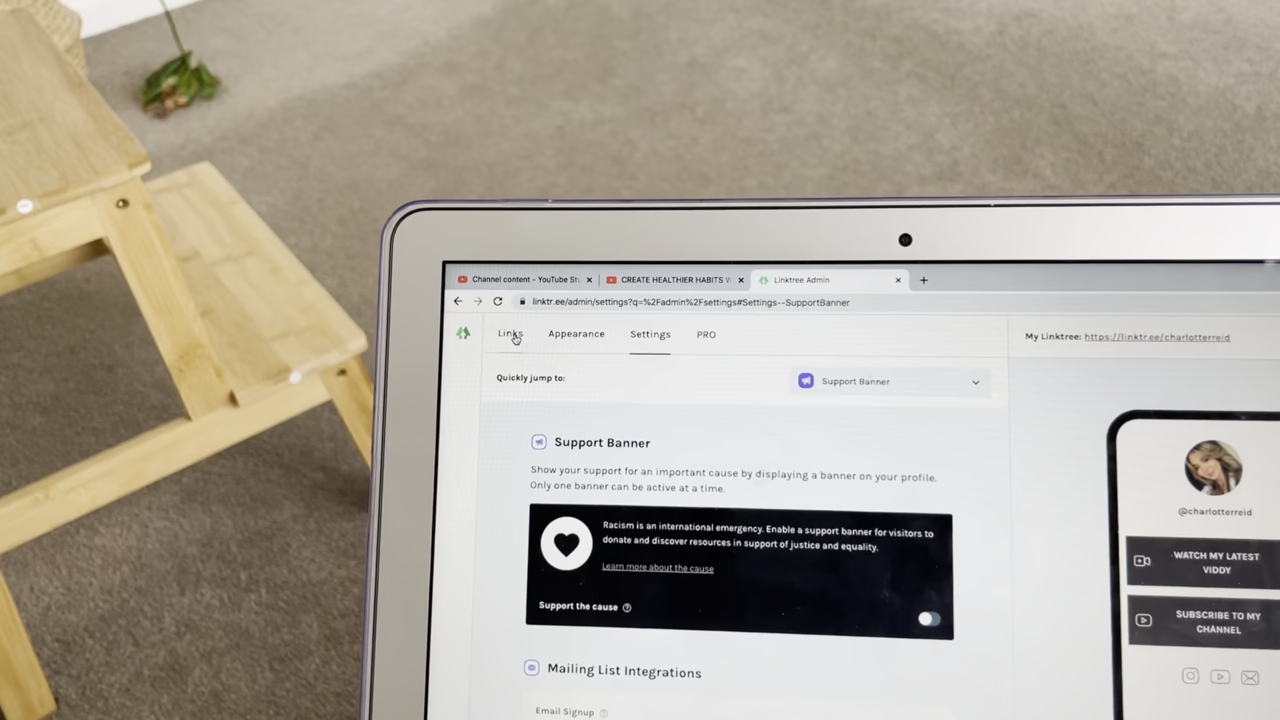 Channel content - YouTube St
CREATE HEALTHIER HABITS
Linktree Admin
linktr.ee/admin/settings?q=%2Fadmin%2Fsettings#Settings--SupportBanner
Links
Appearance
Settings
PRO
My Linktree: https://linktr.ee/charlotterreid
Quickly jump to:
Support Banner
Support Banner
Show your support for an important cause by displaying a banner on your profile.
Only one banner can be active at a time.
Racism is an international emergency. Enable a support banner for visitors to
donate and discover resources in support of justice and equality.
Learn more about the cause
Support the cause
@charlotterreid
WATCH MY LATEST
VIDDY
SUBSCRIBE TO MY
CHANNEL
Mailing List Integrations
Email Signup